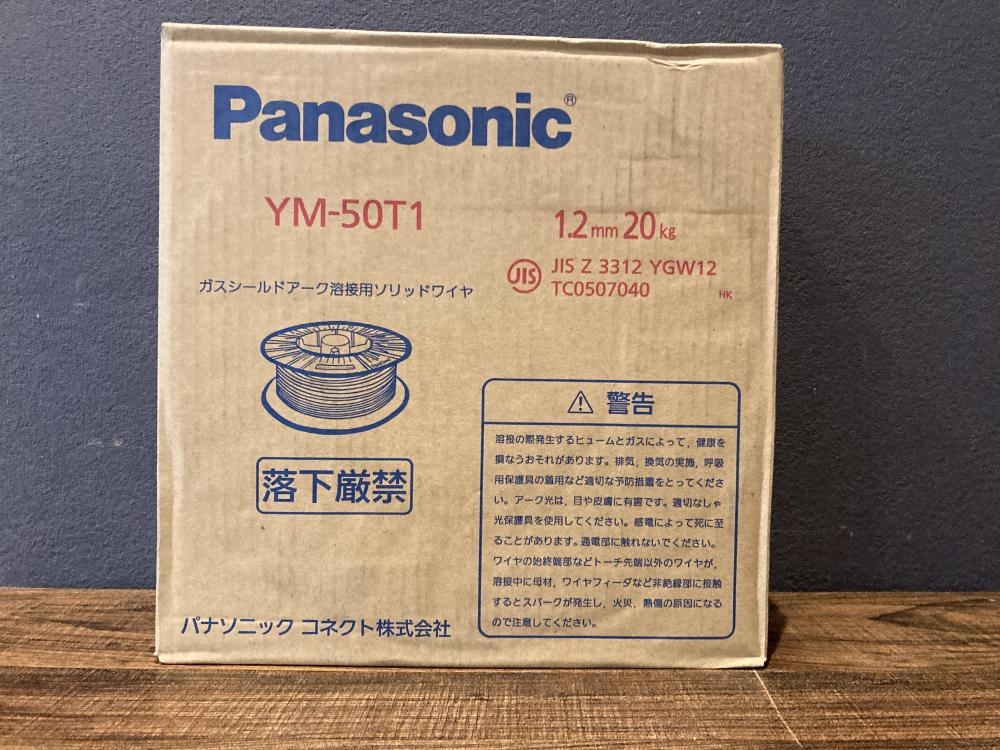 Panasonic®
YM-50T1
1.2mm 20kg
JIS JIS Z 3312 YGW12
TC0507040 HK
ガスシールドアーク溶接用ソリッドワイヤ
落下厳禁
警告
溶接の際発生するヒュームとガスによって，健康を
損なうおそれがあります。排気，換気の実施，呼吸
用保護具の着用など適切な予防措置をとってくださ
い。アーク光は，目や皮膚に有害です。適切なしゃ
光保護具を使用してください。感電によって死に至
ることがあります。通電部に触れないでください。
ワイヤの始終端部などトーチ先端以外のワイヤが，
溶接中に母材，ワイヤフィーダなど非絶縁部に接触
するとスパークが発生し，火災，熱傷の原因になる
ので注意してください。
パナソニック コネクト株式会社